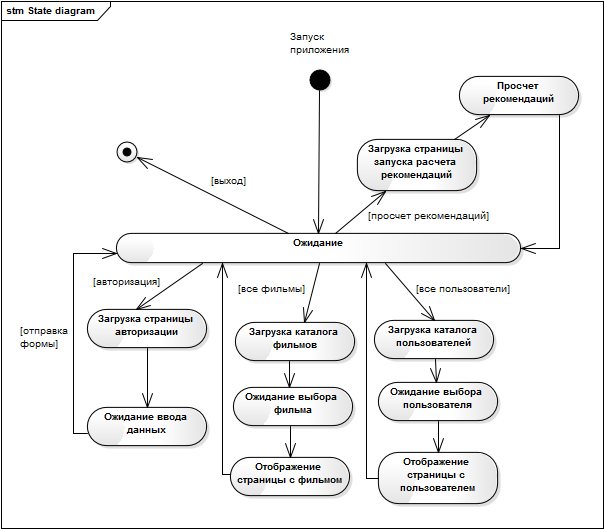 stm State diagram
Запуск
приложения
Просчет
рекомендаций
Загрузка страницы
запуска расчета
рекомендаций
[выход]
[просчет рекомендаций]
Ожидание
[авторизация]
[все фильмы]
[все пользователи]
[отправка
формы]
Загрузка страницы
авторизации
Загрузка каталога
фильмов
Загрузка каталога
пользователей
Ожидание выбора
фильма
Ожидание выбора
пользователя
Ожидание ввода
данных
Отображение
страницы с фильмом
Отображение
страницы с
пользователем